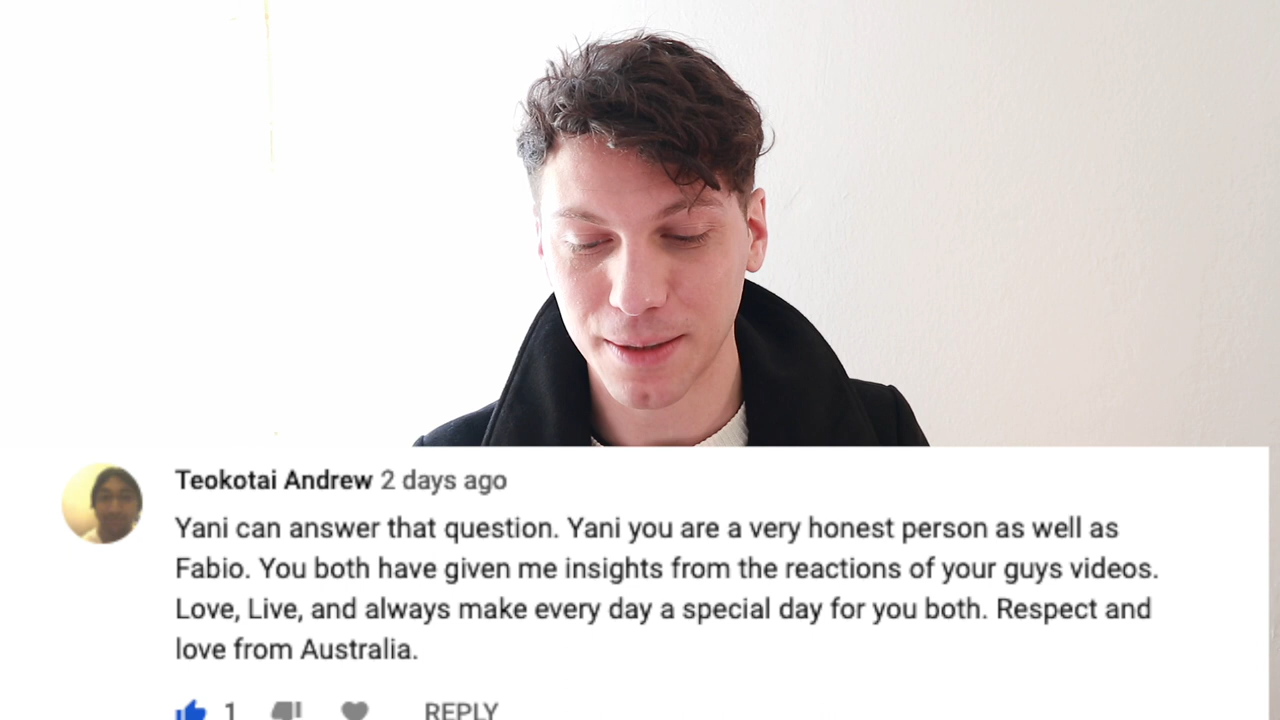 Teokotai Andrew 2 days ago
Yani can answer that question. Yani you are a very honest person as well as
Fabio. You both have given me insights from the reactions of your guys videos.
Love, Live, and always make every day a special day for you both. Respect and
love from Australia.
1 REPLY